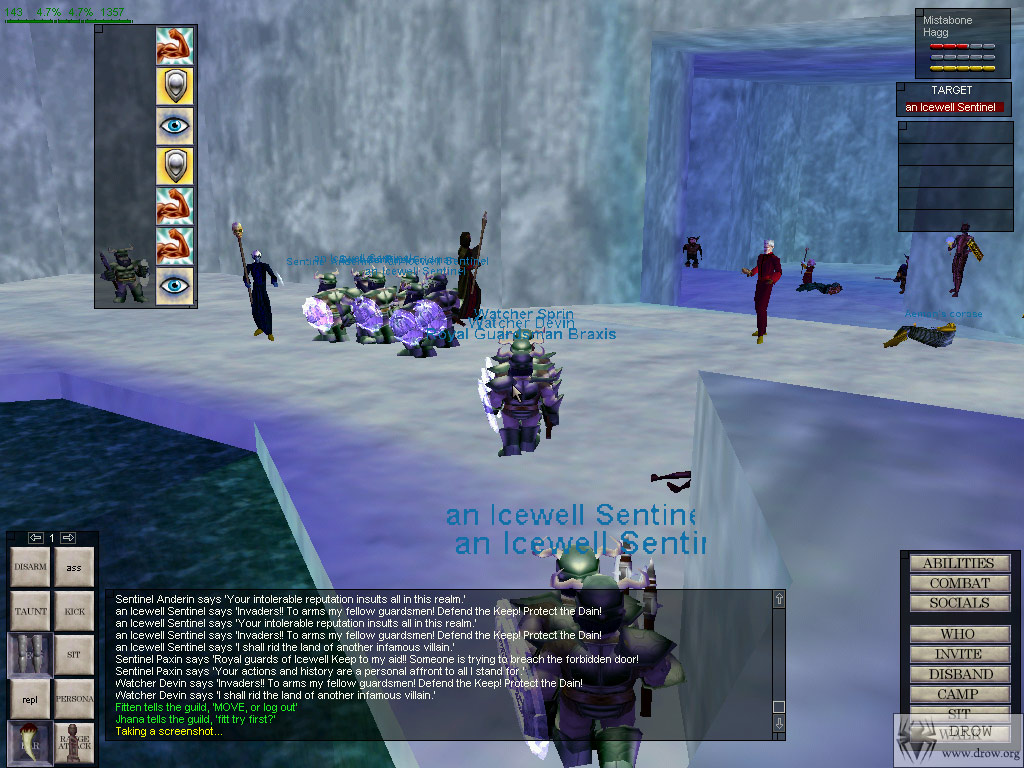 143 4.7% 4.7% 1357
Mistabone
Hagg
TARGET
an Icewell Sentinel
an Icewell Sentinel
Aeman's corpse
Watcher Sprin
Watcher Devin
Royal Guardsman Braxis
an Icewell Sentine
an Icewell Sentin
1
DISARM
ass
TAUNT
KICK
SIT
repl
PERSONA
RANGE ATTACK
Sentinel Anderin says 'Your intolerable reputation insults all in this realm.'
an Icewell Sentinel says 'Invaders!! To arms my fellow guardsmen! Defend the Keep! Protect the Dain!
an Icewell Sentinel says 'Your intolerable reputation insults all in this realm.'
an Icewell Sentinel says 'Invaders!! To arms my fellow guardsmen! Defend the Keep! Protect the Dain!
an Icewell Sentinel says 'I shall rid the land of another infamous villain.'
Sentinel Paxin says 'Royal guards of Icewell Keep to my aid!! Someone is trying to breach the forbidden door!
Sentinel Paxin says 'Your actions and history are a personal affront to all I stand for.'
Watcher Devin says 'Invaders!! To arms my fellow guardsmen! Defend the Keep! Protect the Dain!
Watcher Devin says 'I shall rid the land of another infamous villain.'
Fitten tells the guild, 'MOVE, or log out'
Jhana tells the guild, 'fitt try first?'
Taking a screenshot...
ABILITIES
COMBAT
SOCIALS
WHO
INVITE
DISBAND
CAMP
SIT
WALK
DROW
www.drow.org